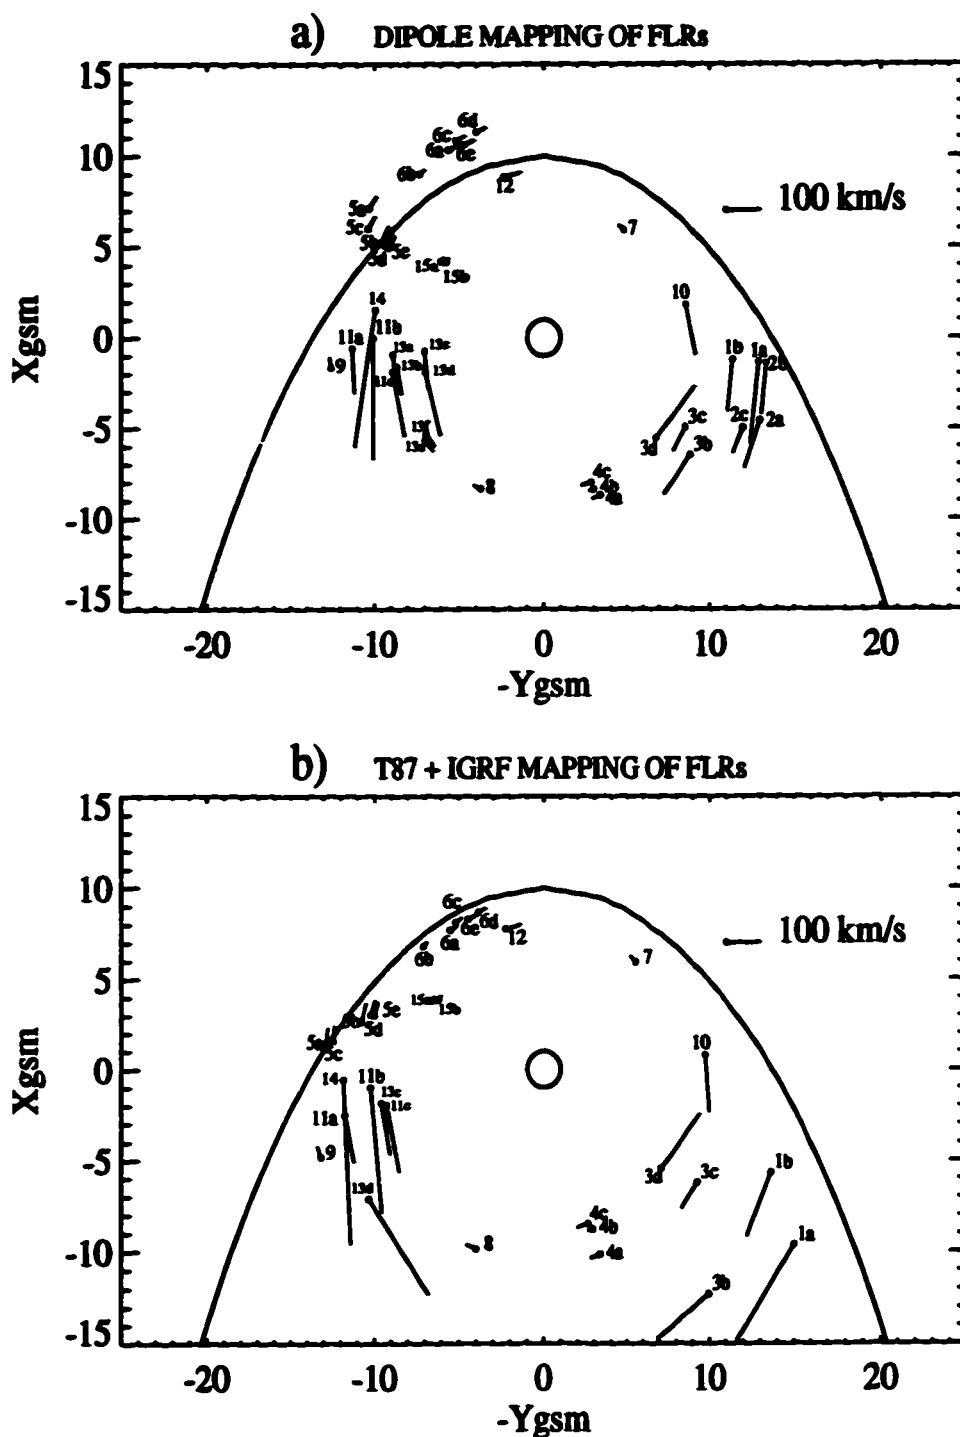 a) DIPOLE MAPPING OF FLRs
15
10
5
0
-5
-10
-15
Xgsm
6d
6c
6a
6e
6b
12
7
100 km/s
5a
5c
5b
5e
5d
15a
15b
14
11a
11b
9
13a
13c
13b
13d
11c
10
1b
1a
2b
2c
2a
3c
3d
3b
4c
4b
4a
8
-20 -10 0 10 20
-Ygsm
b) T87 + IGRF MAPPING OF FLRs
15
10
5
0
-5
-10
-15
Xgsm
6c
6d
6e
6a
12
6b
7
100 km/s
15a
15b
5e
5d
5a
5c
14
11b
13c
11c
11a
9
13d
10
3d
3c
1b
1a
4c
4b
4a
8
3b
-20 -10 0 10 20
-Ygsm